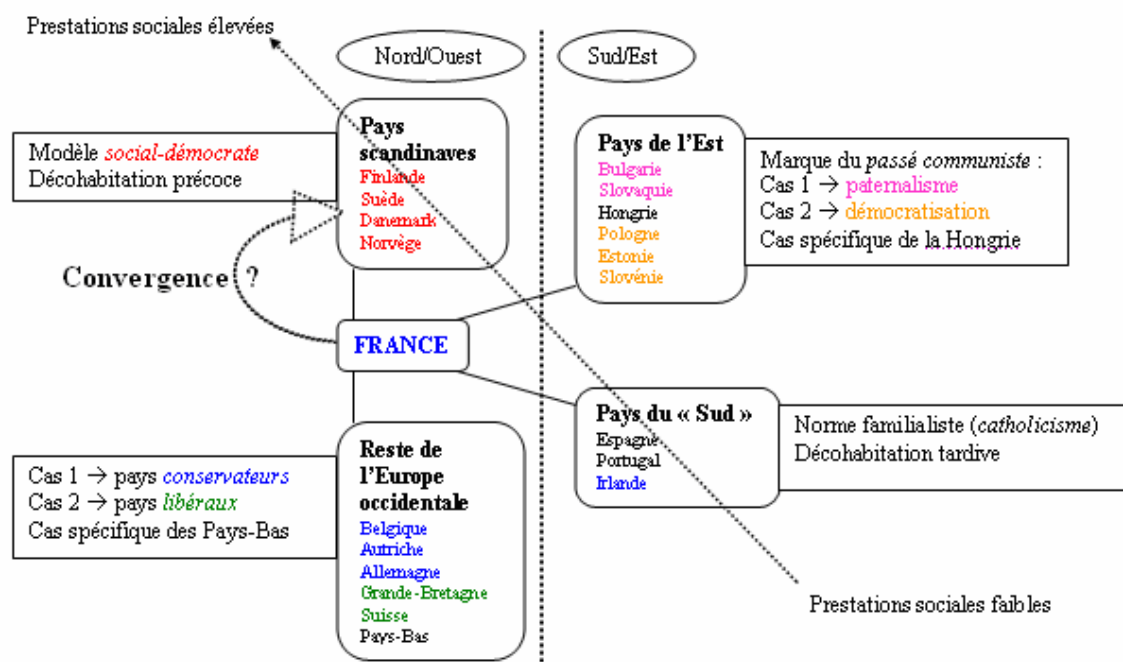 Prestations sociales élevées
Nord/Ouest
Sud/Est
Modèle social-démocrate
Décohabitation précoce
Pays
scandinaves
Finlande
Suède
Danemark
Norvège
Pays de l'Est
Bulgarie
Slovaquie
Hongrie
Pologne
Estonie
Slovénie
Marque du passé communiste :
Cas 1 → paternalisme
Cas 2 → démocratisation
Cas spécifique de la Hongrie
Convergence ?
FRANCE
Cas 1 → pays conservateurs
Cas 2 → pays libéraux
Cas spécifique des Pays-Bas
Reste de
l'Europe
occidentale
Belgique
Autriche
Allemagne
Grande-Bretagne
Suisse
Pays-Bas
Pays du « Sud »
Espagne
Portugal
Irlande
Norme familialiste (catholicisme)
Décohabitation tardive
Prestations sociales faibles